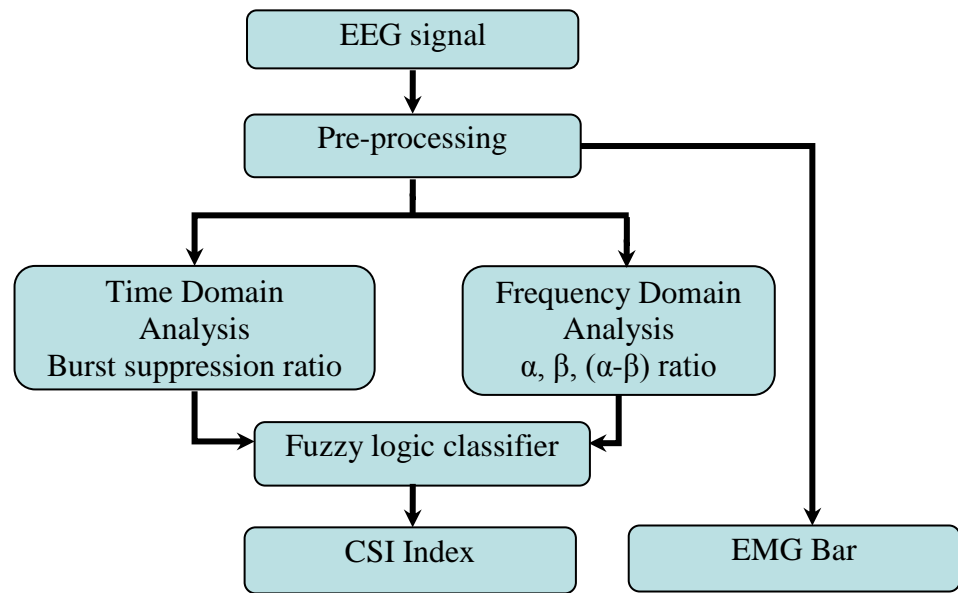 EEG signal
Pre-processing
Time Domain
Analysis
Burst suppression ratio
Frequency Domain
Analysis
α, β, (α-β) ratio
Fuzzy logic classifier
CSI Index
EMG Bar